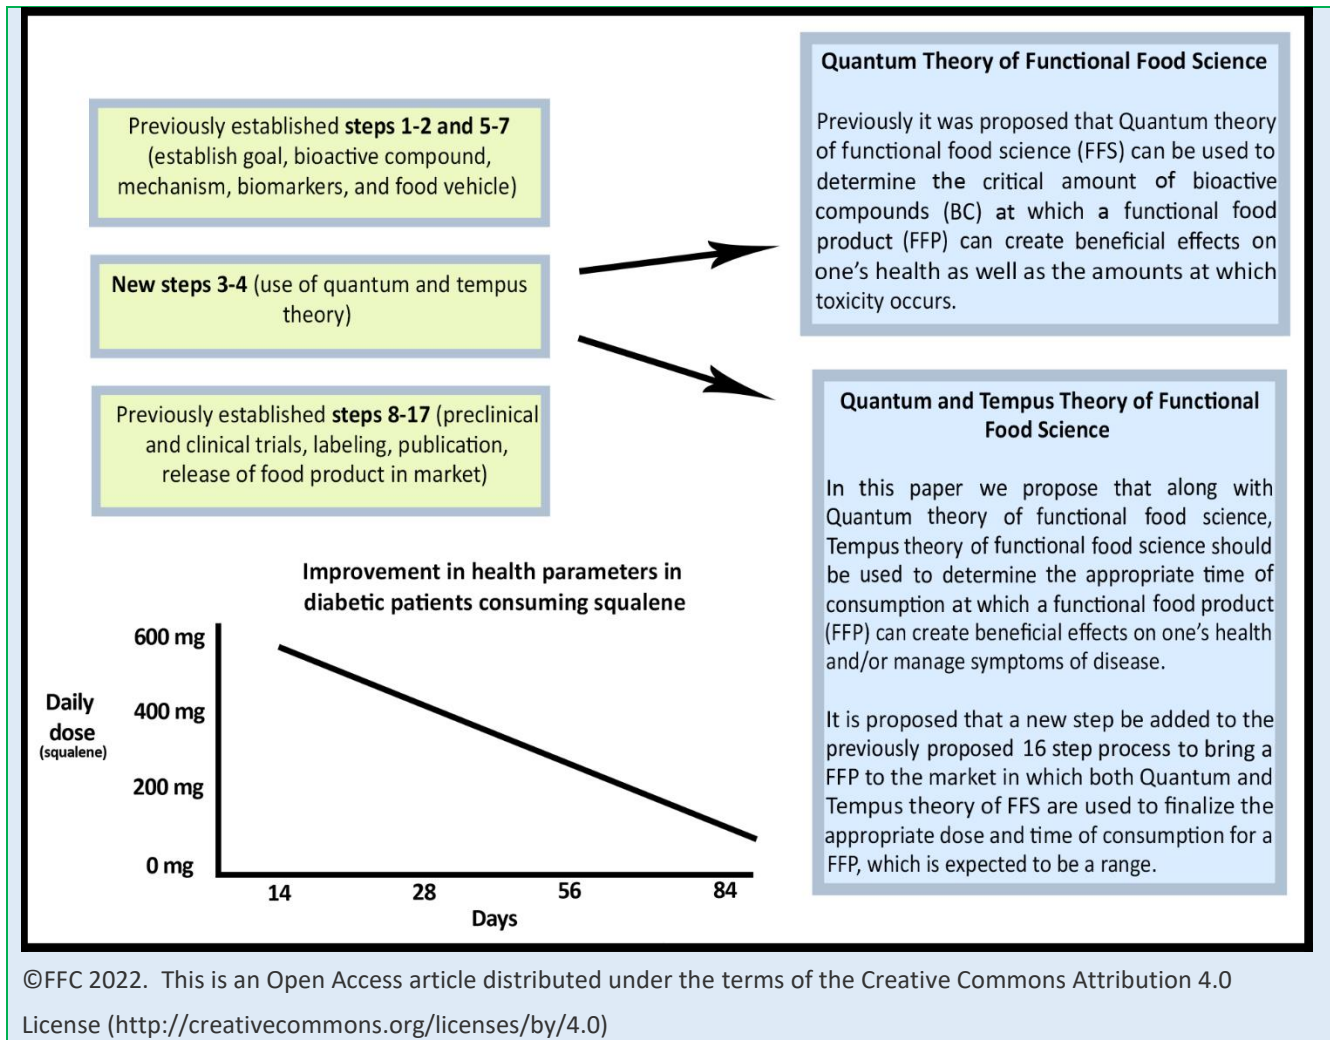 Previously established steps 1-2 and 5-7
(establish goal, bioactive compound,
mechanism, biomarkers, and food vehicle)
New steps 3-4 (use of quantum and tempus
theory)
Previously established steps 8-17 (preclinical
and clinical trials, labeling, publication,
release of food product in market)
Quantum Theory of Functional Food Science
Previously it was proposed that Quantum theory
of functional food science (FFS) can be used to
determine the critical amount of bioactive
compounds (BC) at which a functional food
product (FFP) can create beneficial effects on
one's health as well as the amounts at which
toxicity occurs.
Quantum and Tempus Theory of Functional
Food Science
In this paper we propose that along with
Quantum theory of functional food science,
Tempus theory of functional food science should
be used to determine the appropriate time of
consumption at which a functional food product
(FFP) can create beneficial effects on one's health
and/or manage symptoms of disease.
It is proposed that a new step be added to the
previously proposed 16 step process to bring a
FFP to the market in which both Quantum and
Tempus theory of FFS are used to finalize the
appropriate dose and time of consumption for a
FFP, which is expected to be a range.
Improvement in health parameters in
diabetic patients consuming squalene
600 mg
400 mg
200 mg
0 mg
Daily
dose
(squalene)
14 28 56 84
Days
©FFC 2022. This is an Open Access article distributed under the terms of the Creative Commons Attribution 4.0
License (http://creativecommons.org/licenses/by/4.0)